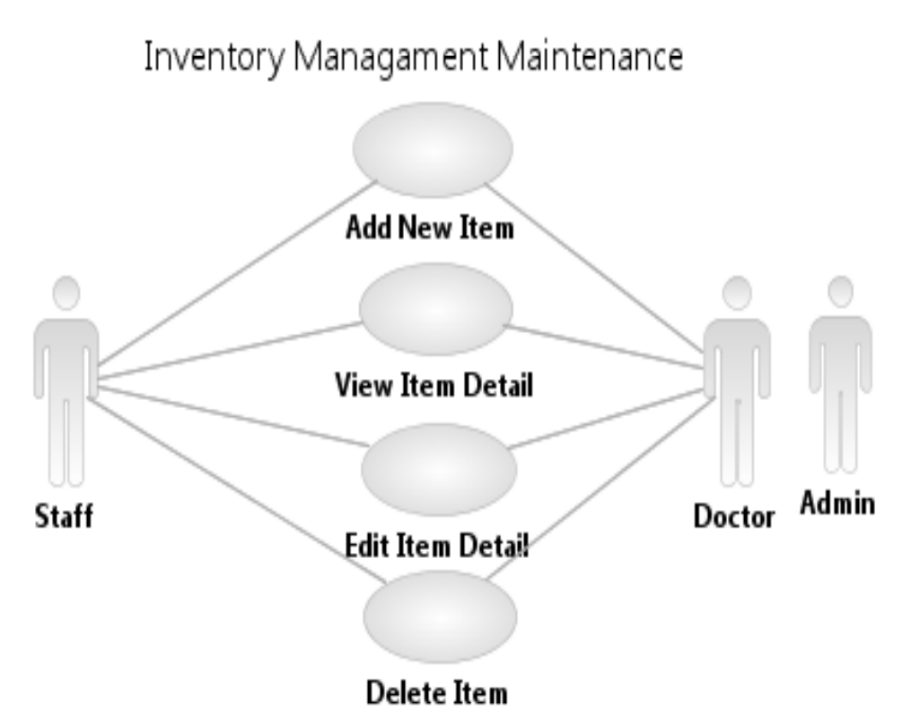 Inventory Managament Maintenance
Add New Item
View Item Detail
Edit Item Detail
Delete Item
Staff
Doctor
Admin